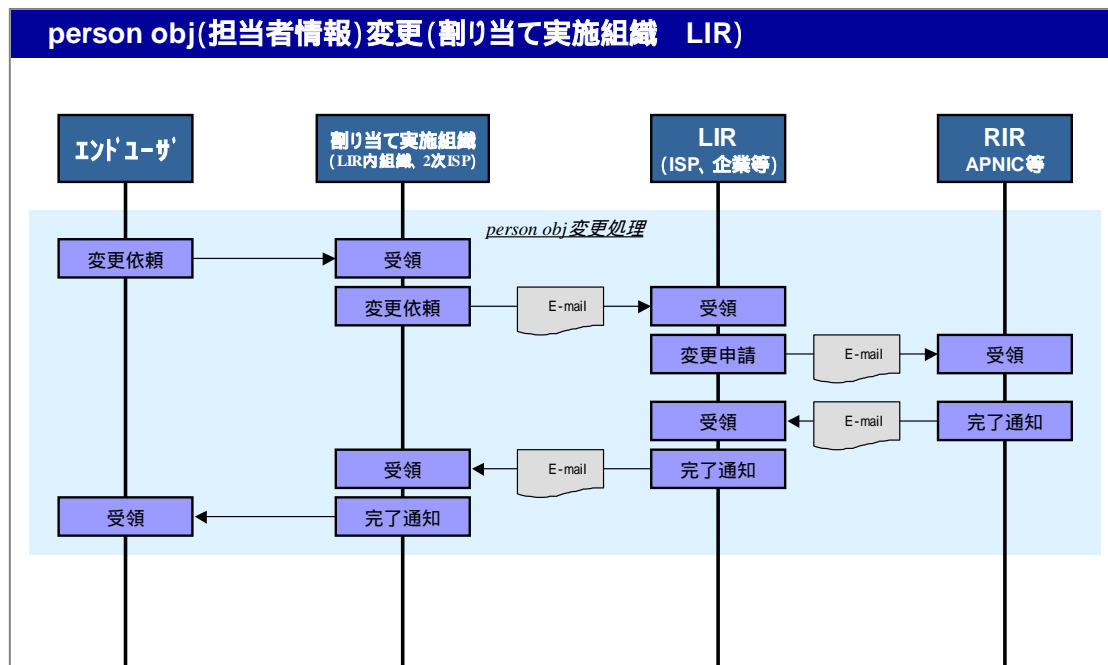 person obj(担当者情報)変更(割り当て実施組織　LIR)
エンドユーザ
割り当て実施組織
(LIR内組織、2次ISP)
LIR
(ISP、企業等)
RIR
APNIC等
person obj変更処理
変更依頼
受領
変更依頼
E-mail
受領
変更申請
E-mail
受領
受領
E-mail
完了通知
受領
E-mail
完了通知
受領
完了通知